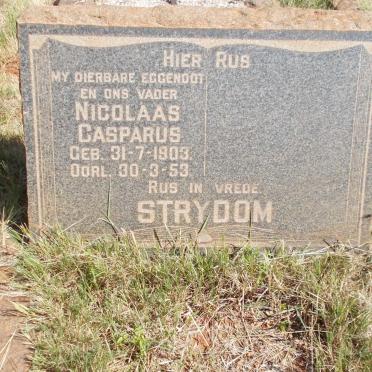 HIER RUS
MY DIERBARE EGGENOOT
EN ONS VADER
NICOLAAS
CASPARUS
GEB. 31-7-1903.
OORL. 30-3-53.
RUS IN VREDE
STRYDOM